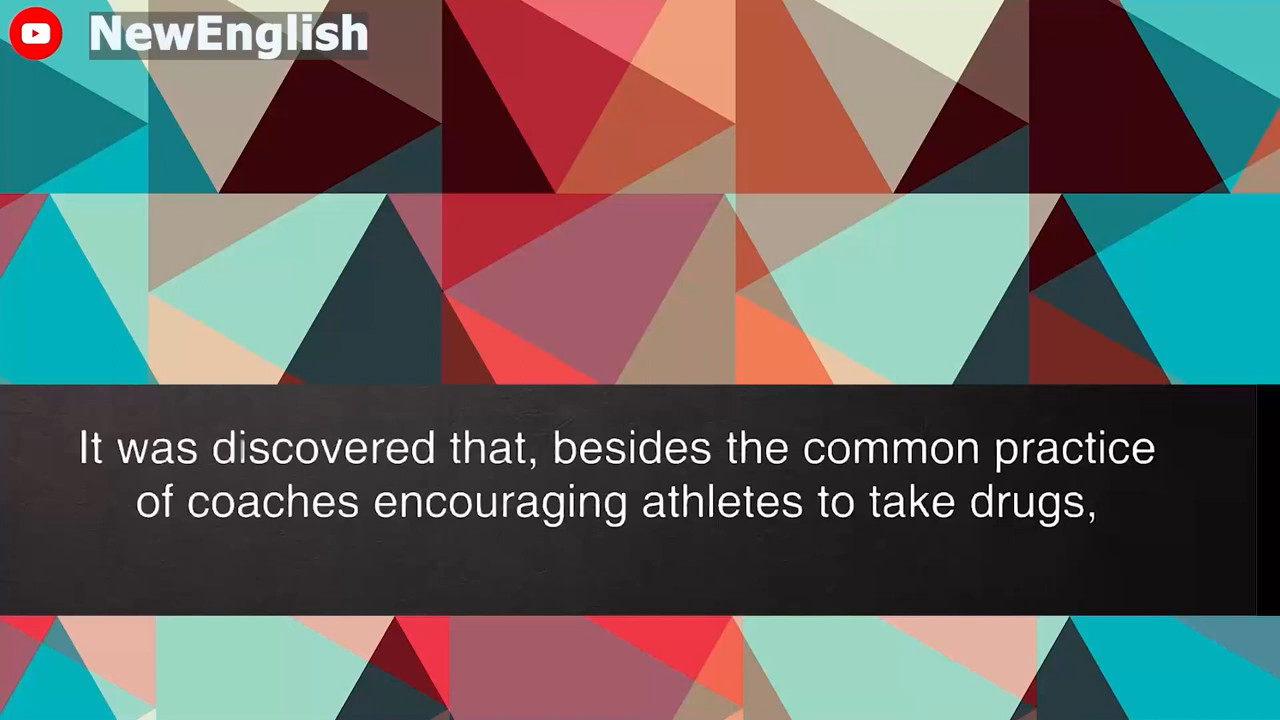 NewEnglish
It was discovered that, besides the common practice
of coaches encouraging athletes to take drugs,